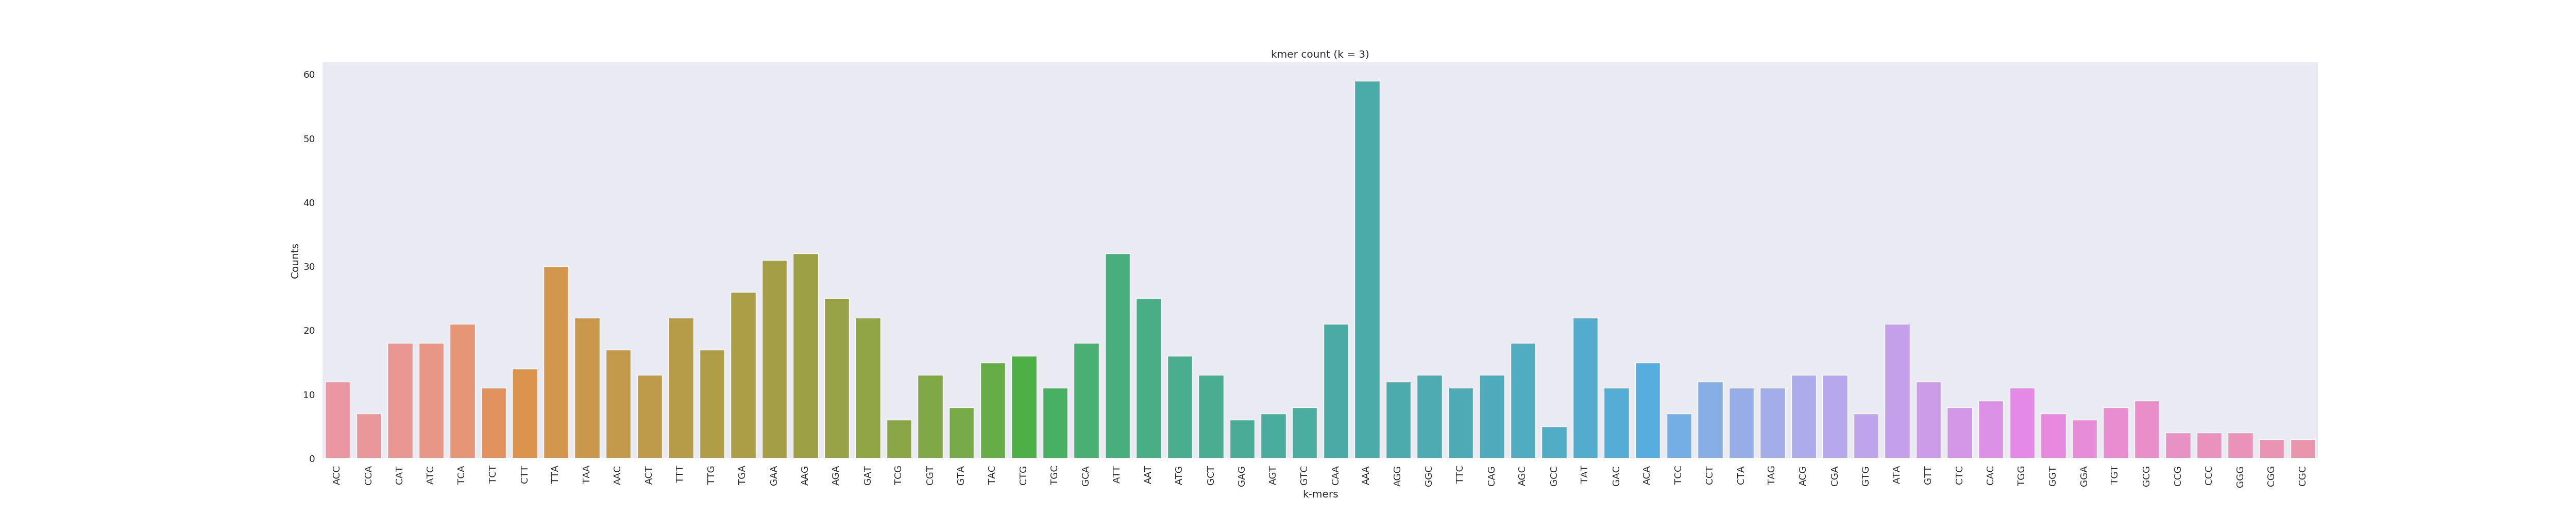 kmer count (k = 3)
60
50
40
30
20
10
0
Counts
ACC CCA CAT ATC TCA TCT CTT TTA TAA AAC ACT TTT TTG TGA GAA AAG AGA GAT TCG CGT GTA TAC CTG TGC GCA ATT AAT ATG GCT GAG AGT GTC CAA AAA AGG GGC TTC CAG AGC GCC TAT GAC ACA TCC CCT CTA TAG ACG CGA GTG ATA GTT CTC CAC TGG GGT GGA TGT GCG CCG CCC GGG CGG CGC
k-mers